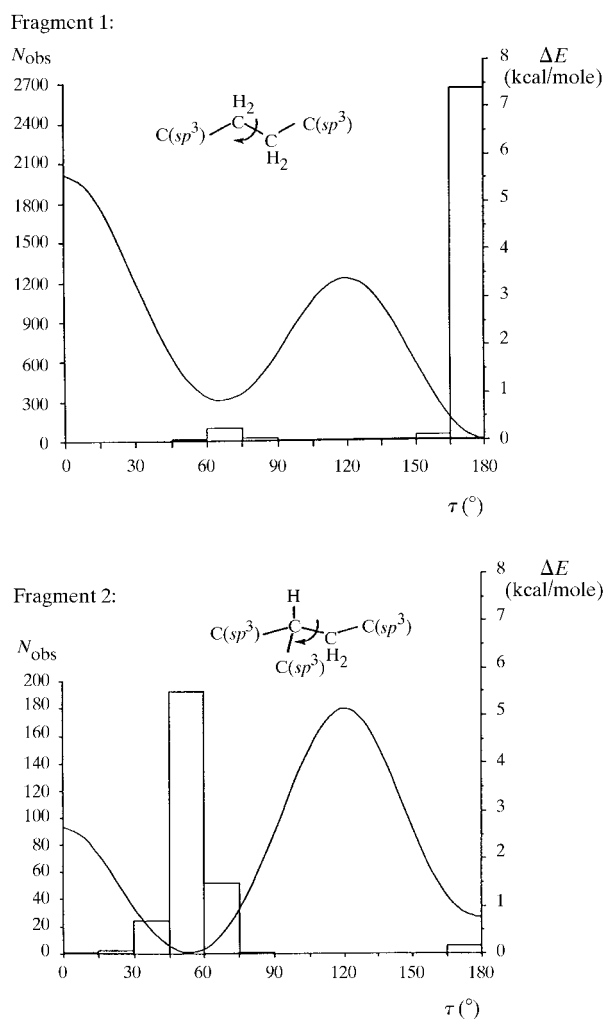 Fragment 1:
N_obs
ΔE
(kcal/mole)
2700
2400
2100
1800
1500
1200
900
600
300
0
8
7
6
5
4
3
2
1
0
H₂
C(sp³)
C
C(sp³)
C
H₂
0 30 60 90 120 150 180
τ (°)
Fragment 2:
N_obs
ΔE
(kcal/mole)
200
180
160
140
120
100
80
60
40
20
0
8
7
6
5
4
3
2
1
0
H
C(sp³)
C
C(sp³)
C
H₂
C(sp³)
0 30 60 90 120 150 180
τ (°)